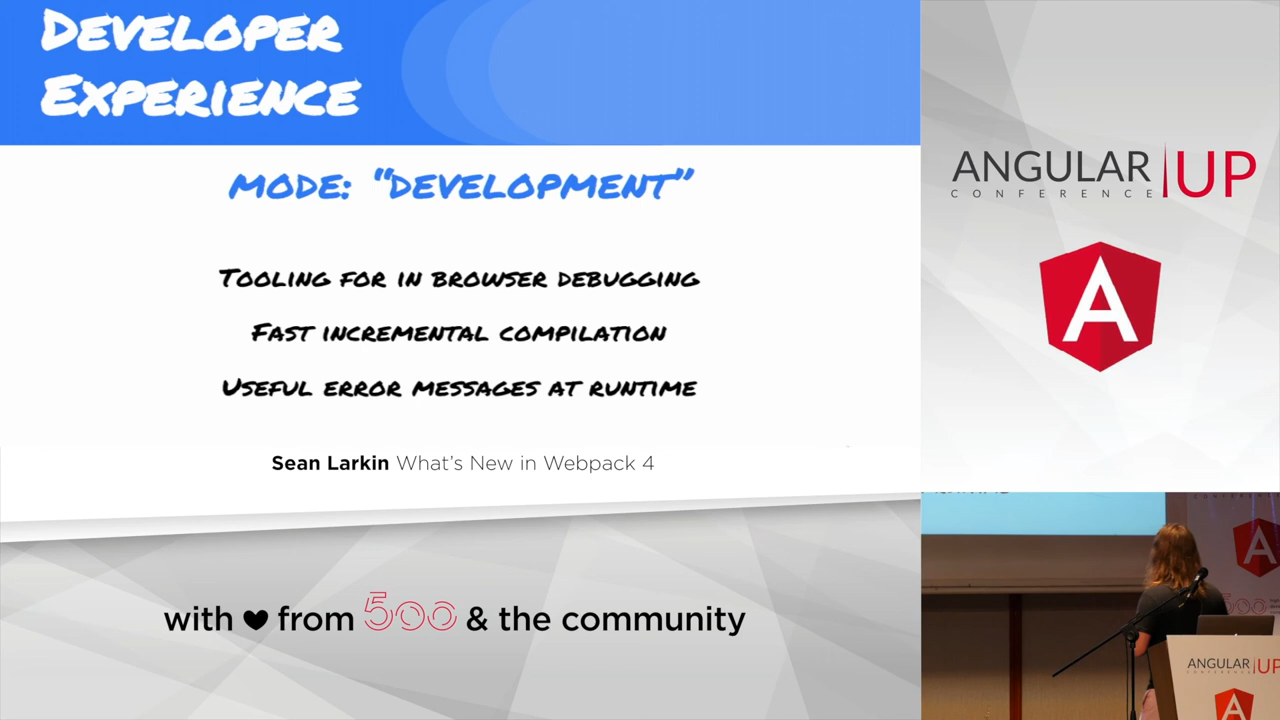 DEVELOPER
EXPERIENCE
MODE: “DEVELOPMENT”
TOOLING FOR IN BROWSER DEBUGGING
FAST INCREMENTAL COMPILATION
USEFUL ERROR MESSAGES AT RUNTIME
Sean Larkin What's New in Webpack 4
with ♥ from 500 & the community
ANGULAR UP
CONFERENCE
ANGULAR UP
CONFERENCE